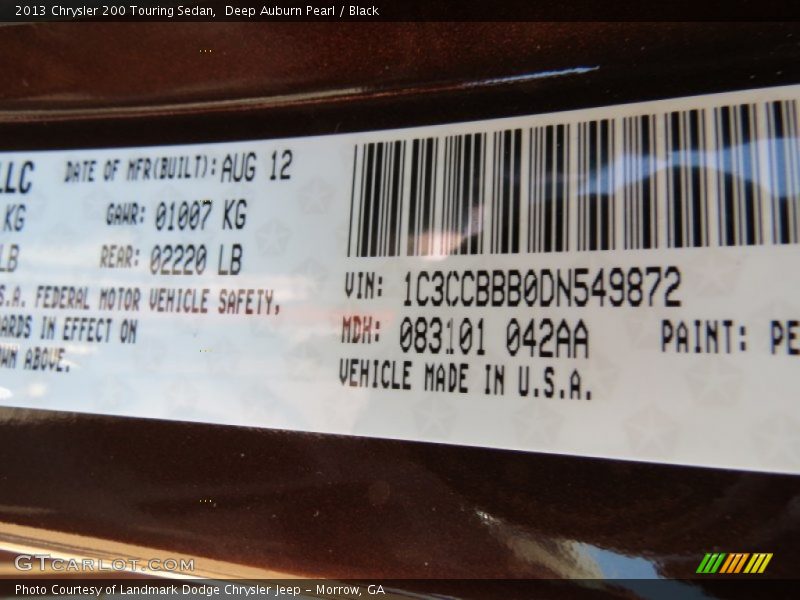 2013 Chrysler 200 Touring Sedan, Deep Auburn Pearl / Black
LLC DATE OF MFR(BUILT): AUG 12
KG GAWR: 01007 KG
LB REAR: 02220 LB
S.A. FEDERAL MOTOR VEHICLE SAFETY,
ARDS IN EFFECT ON
WN ABOVE.
VIN: 1C3CCBBB0DN549872
MDH: 083101 042AA PAINT: PE
VEHICLE MADE IN U.S.A.
GTCARLOT.COM
Photo Courtesy of Landmark Dodge Chrysler Jeep - Morrow, GA